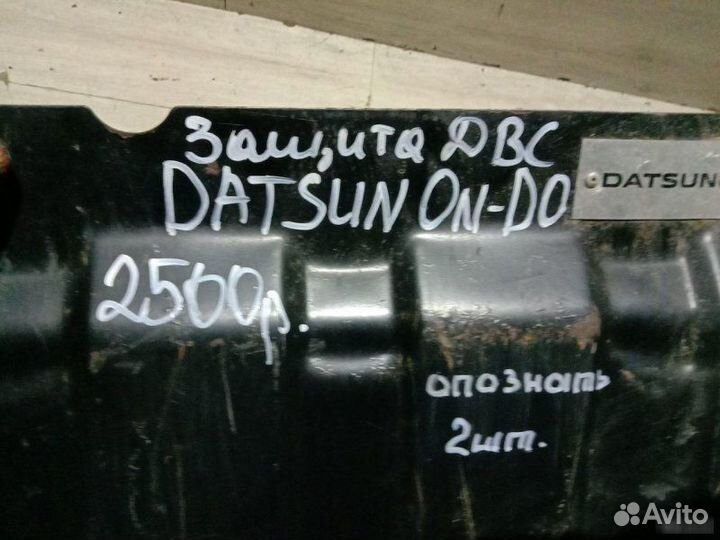 Защита ДВС
DATSUN ON-DO
DATSUN
2500р.
опознать
2шт.
Avito